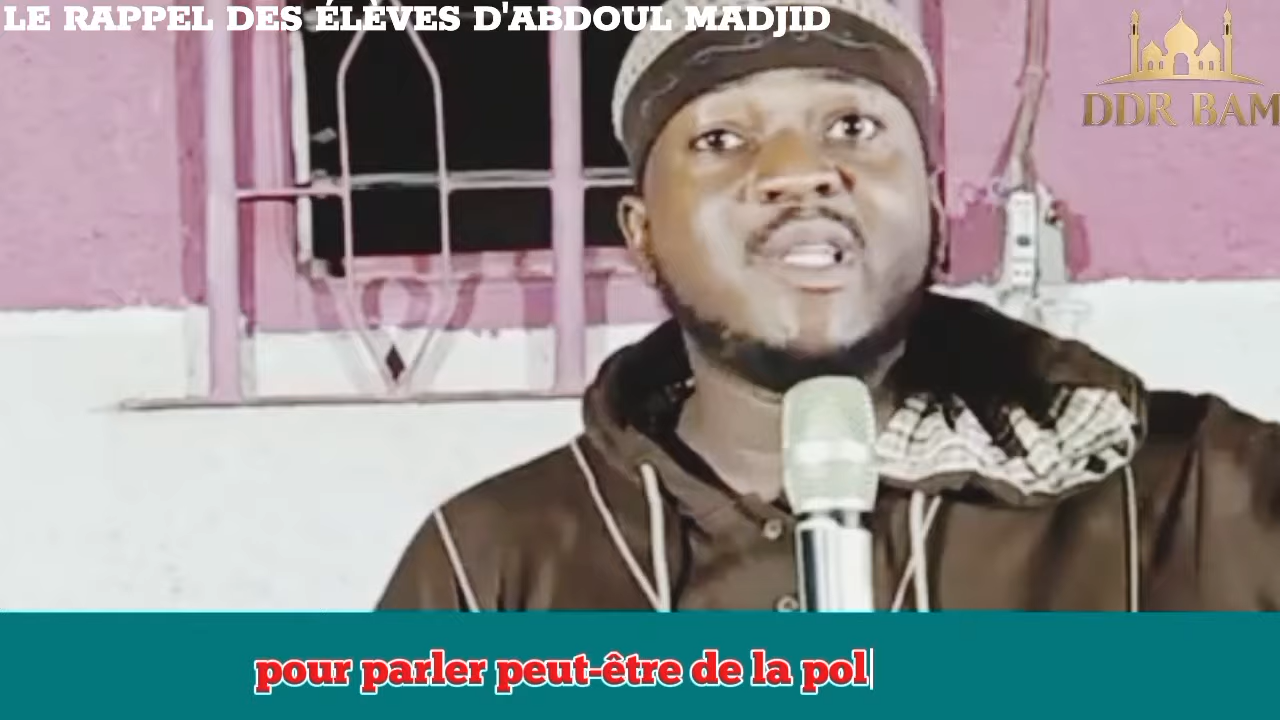 LE RAPPEL DES ÉLÈVES D'ABDOUL MADJID
DDR BAM
pour parler peut-être de la pol